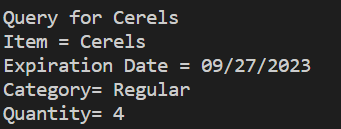 Query for Cerels
Item = Cerels
Expiration Date = 09/27/2023
Category= Regular
Quantity= 4